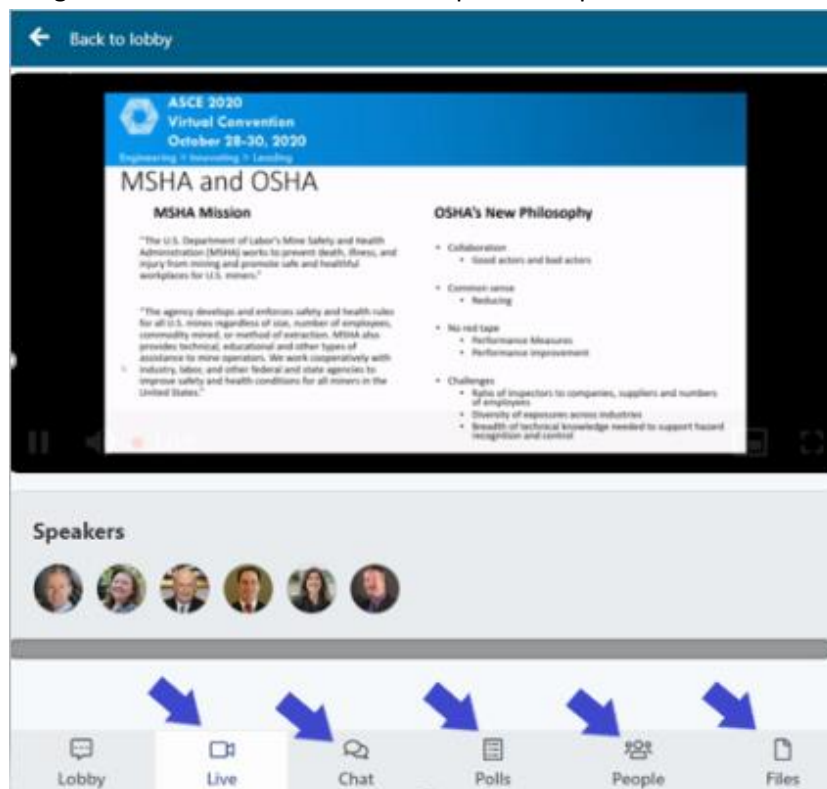 Back to lobby
ASCE 2020
Virtual Convention
October 28-30, 2020
Engineering > Innovating > Leading
MSHA and OSHA
MSHA Mission
"The U.S. Department of Labor's Mine Safety and Health
Administration (MSHA) works to prevent death, illness, and
injury from mining and promote safe and healthful
workplaces for U.S. miners."
"The agency develops and enforces safety and health rules
for all U.S. mines regardless of size, number of employees,
commodity mined, or method of extraction. MSHA also
provides technical, educational and other types of
assistance to mine operators. We work cooperatively with
industry, labor, and other federal and state agencies to
improve safety and health conditions for all miners in the
United States."
OSHA's New Philosophy
• Collaboration
• Good actors and bad actors
• Common sense
• Reducing
• No red tape
• Performance Measures
• Performance improvement
• Challenges
• Ratio of inspectors to companies, suppliers and numbers
of employees
• Diversity of exposures across industries
• Breadth of technical knowledge needed to support hazard
recognition and control
Speakers
Lobby
Live
Chat
Polls
People
Files